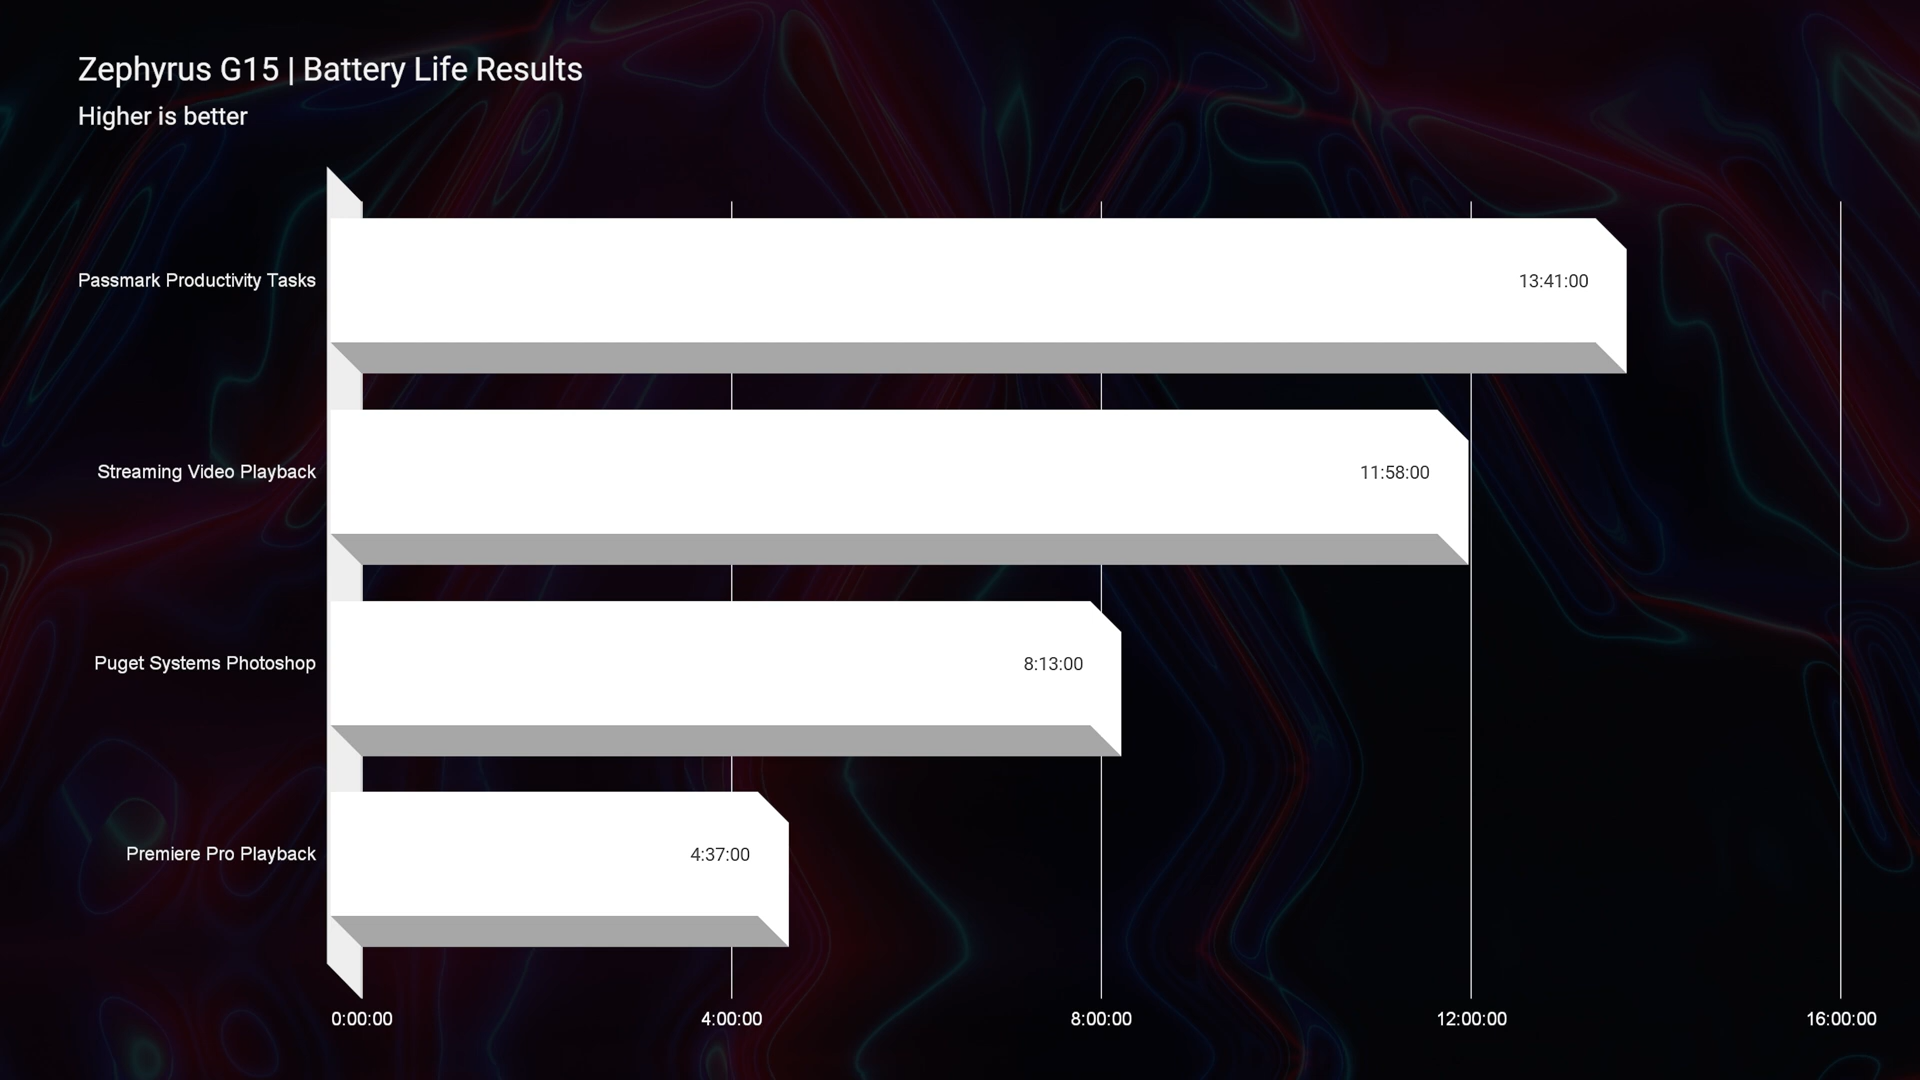 Zephyrus G15 | Battery Life Results
Higher is better
Passmark Productivity Tasks
13:41:00
Streaming Video Playback
11:58:00
Puget Systems Photoshop
8:13:00
Premiere Pro Playback
4:37:00
0:00:00 4:00:00 8:00:00 12:00:00 16:00:00